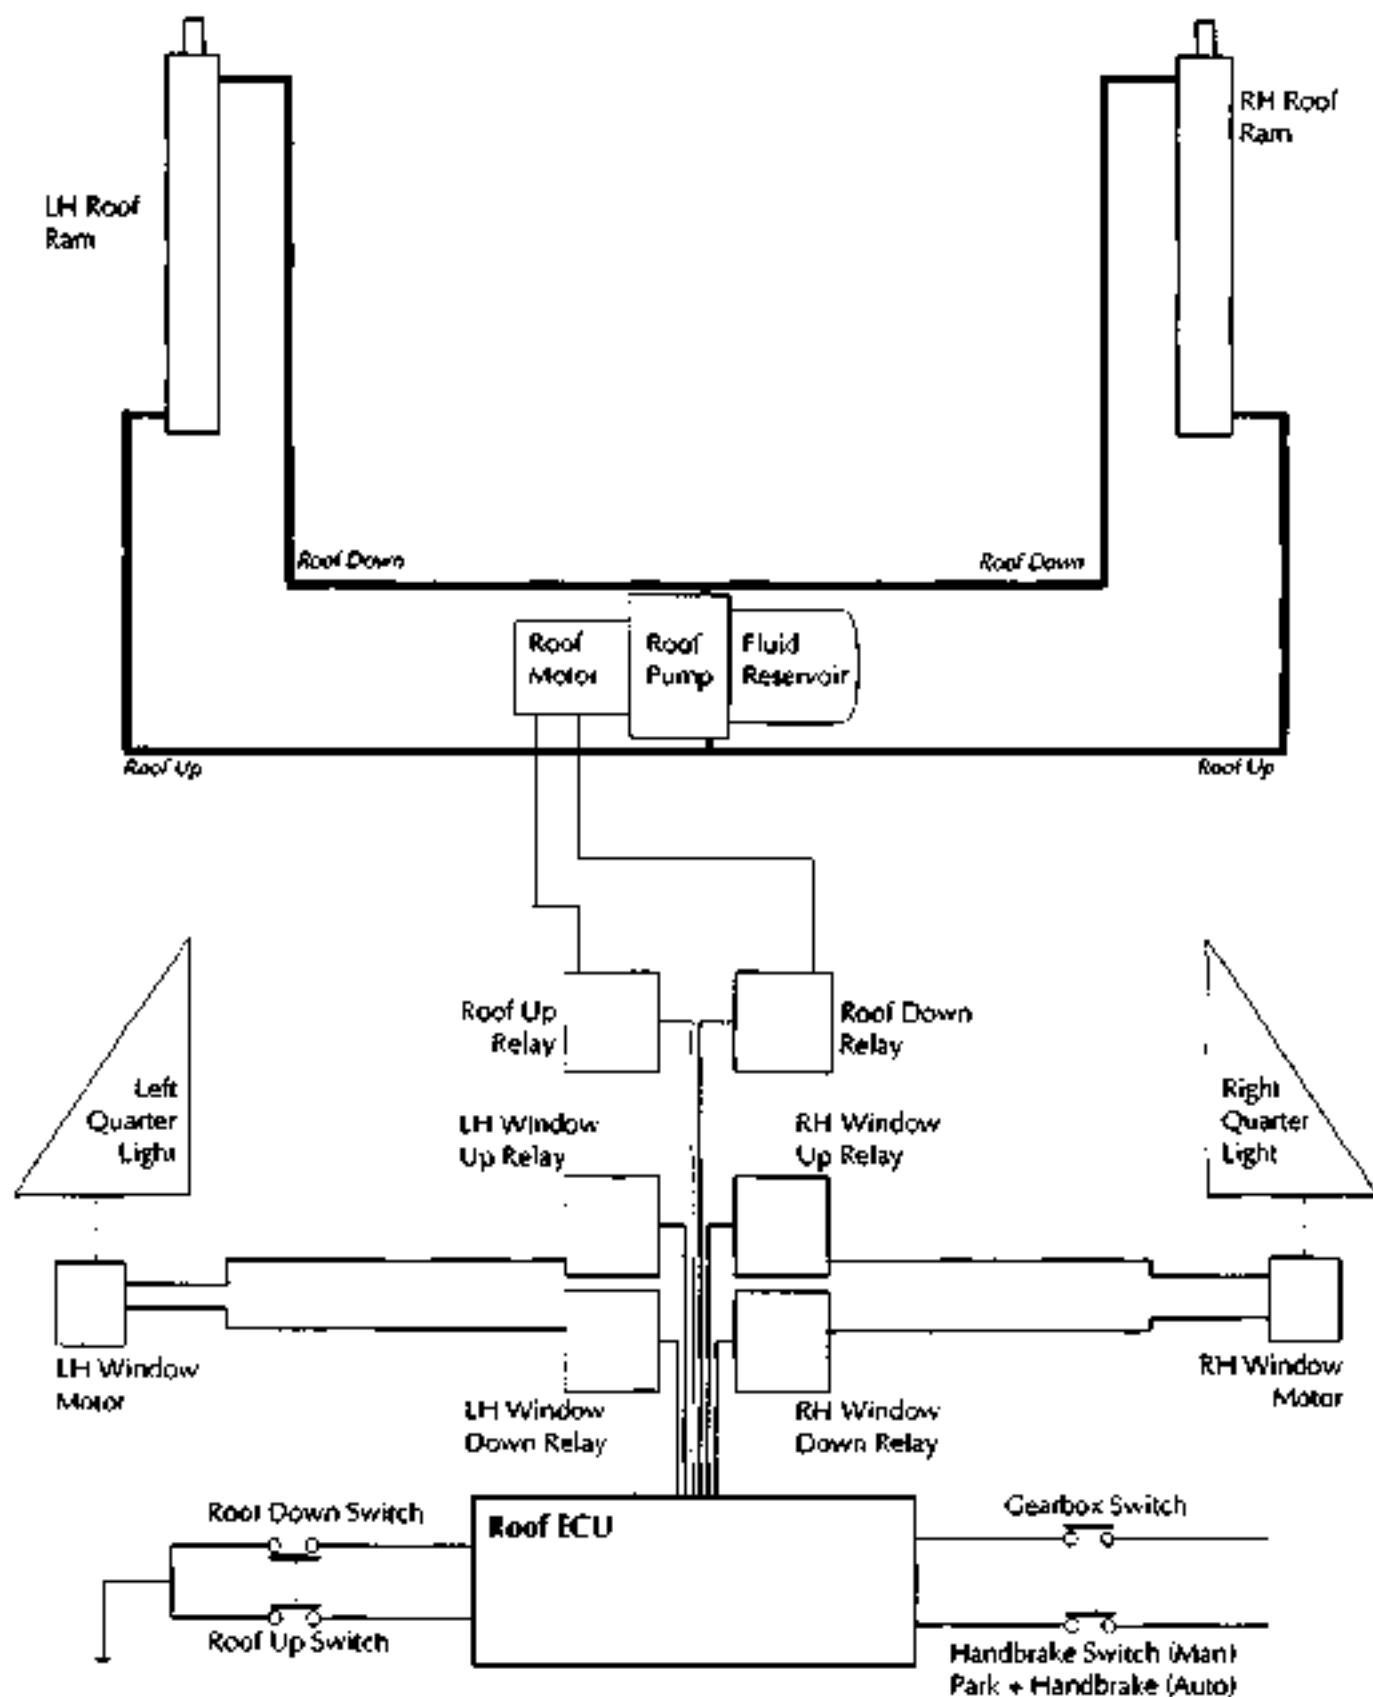 RH Roof
Ram
LH Roof
Ram
Roof Down
Roof Down
Roof
Motor
Roof
Pump
Fluid
Reservoir
Roof Up
Roof Up
Roof Up
Relay
Roof Down
Relay
Left
Quarter
Light
LH Window
Up Relay
RH Window
Up Relay
Right
Quarter
Light
LH Window
Motor
RH Window
Motor
LH Window
Down Relay
RH Window
Down Relay
Roof Down Switch
Roof ECU
Gearbox Switch
Roof Up Switch
Handbrake Switch (Man)
Park + Handbrake (Auto)